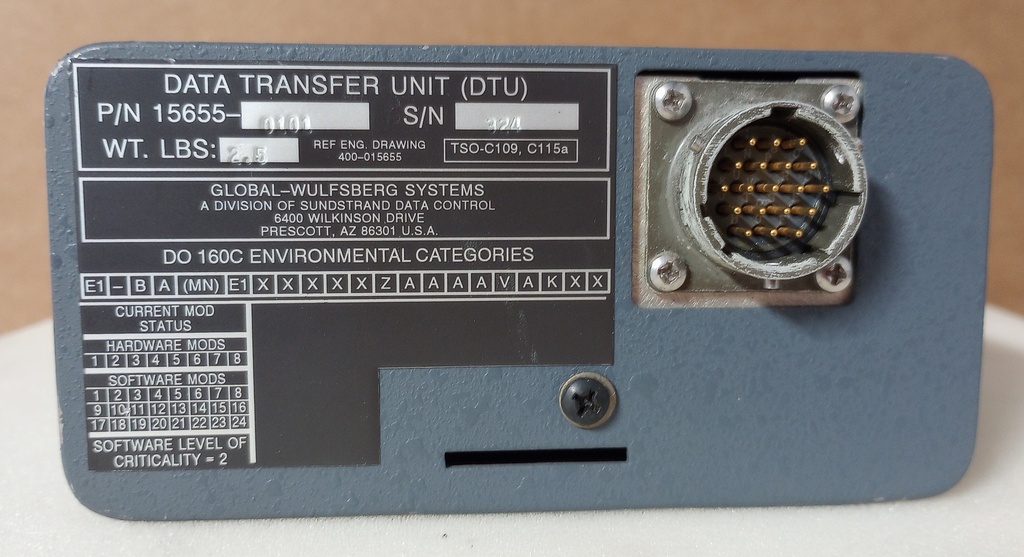 DATA TRANSFER UNIT (DTU)
P/N 15655-0101 S/N 324
WT. LBS: 2.5 REF ENG. DRAWING 400-015655 TSO-C109, C115a
GLOBAL-WULFSBERG SYSTEMS
A DIVISION OF SUNDSTRAND DATA CONTROL
6400 WILKINSON DRIVE
PRESCOTT, AZ 86301 U.S.A.
DO 160C ENVIRONMENTAL CATEGORIES
E1 - B A (MN) E1 X X X X X Z A A A A V A K X X
CURRENT MOD
STATUS
HARDWARE MODS
1 2 3 4 5 6 7 8
SOFTWARE MODS
1 2 3 4 5 6 7 8
9 10 11 12 13 14 15 16
17 18 19 20 21 22 23 24
SOFTWARE LEVEL OF
CRITICALITY = 2